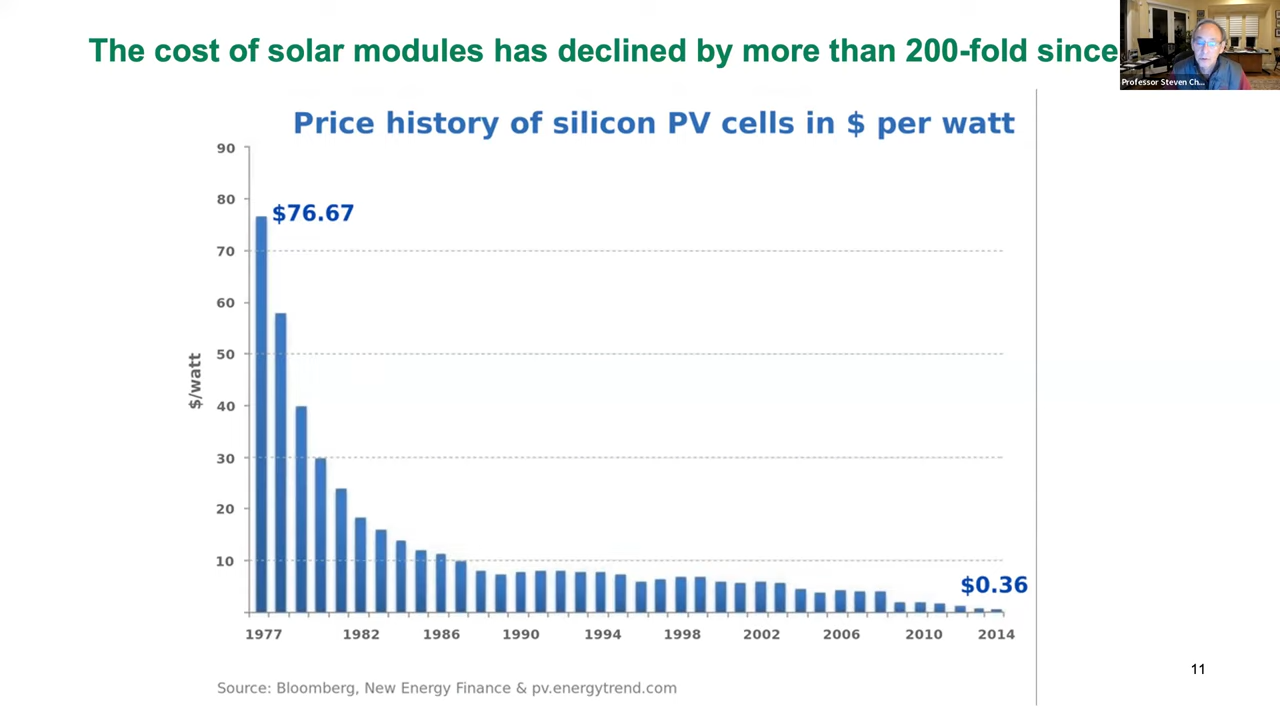 The cost of solar modules has declined by more than 200-fold since
Professor Steven Ch...
Price history of silicon PV cells in $ per watt
90
80
$76.67
70
60
50
$/watt
40
30
20
10
$0.36
1977 1982 1986 1990 1994 1998 2002 2006 2010 2014
11
Source: Bloomberg, New Energy Finance & pv.energytrend.com